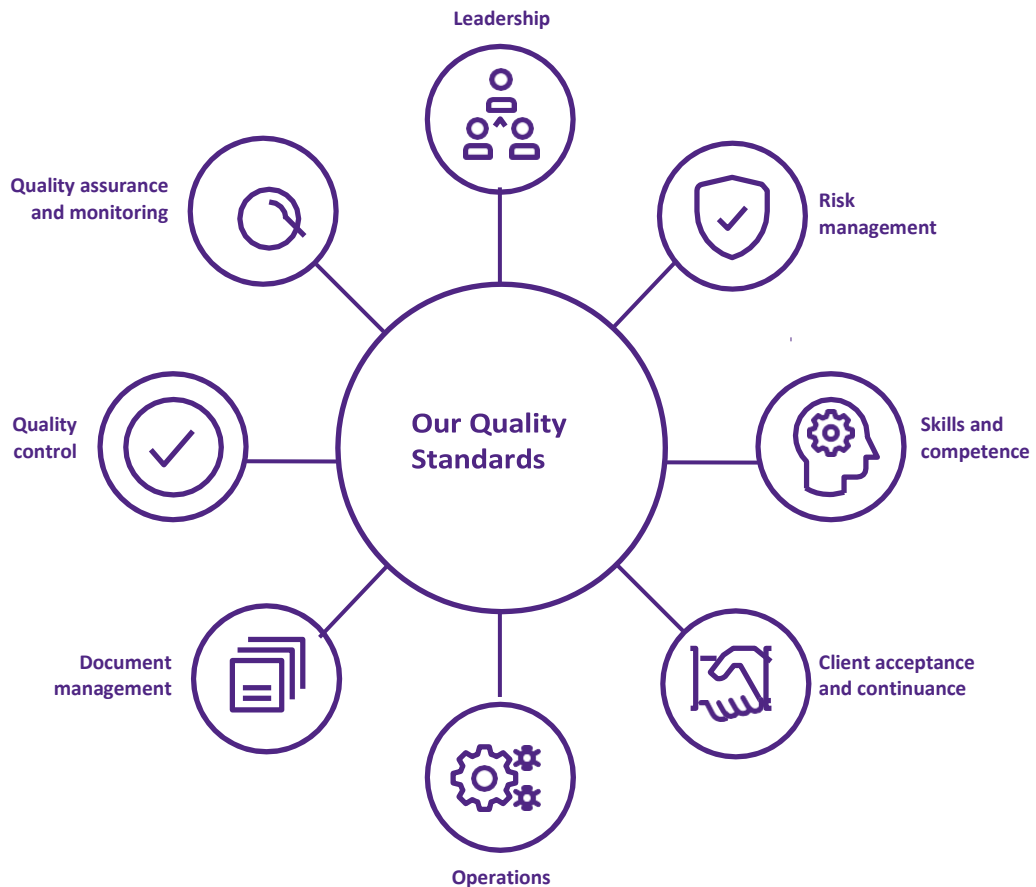 Leadership
Quality assurance
and monitoring
Risk
management
Our Quality
Standards
Quality
control
Skills and
competence
Document
management
Client acceptance
and continuance
Operations